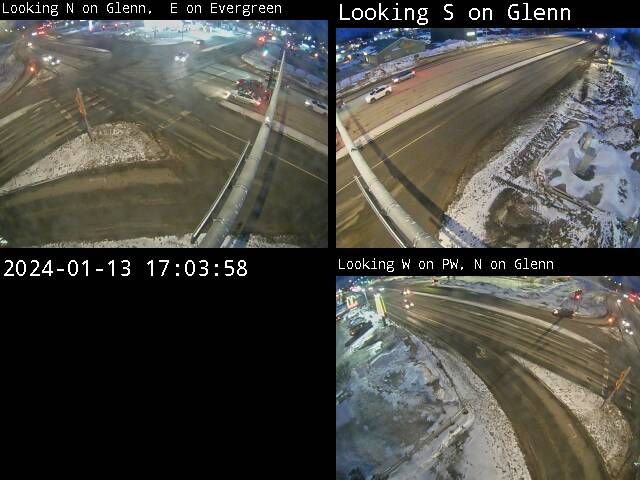 Looking N on Glenn, E on Evergreen
Looking S on Glenn
2024-01-13 17:03:58
Looking W on PW, N on Glenn